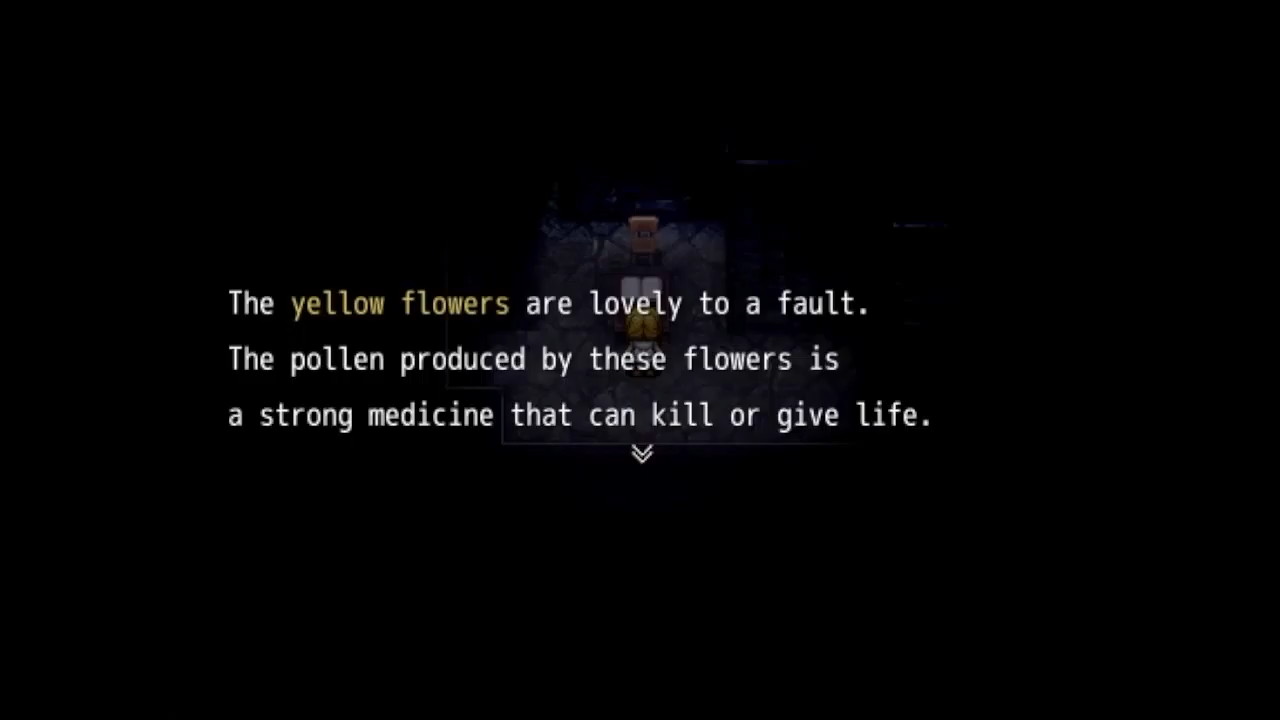 The yellow flowers are lovely to a fault.
The pollen produced by these flowers is
a strong medicine that can kill or give life.